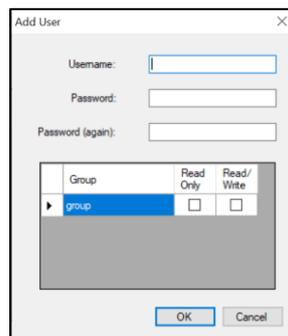 Add User
Username:
Password:
Password (again):
Group Read Only Read/ Write
group
OK Cancel